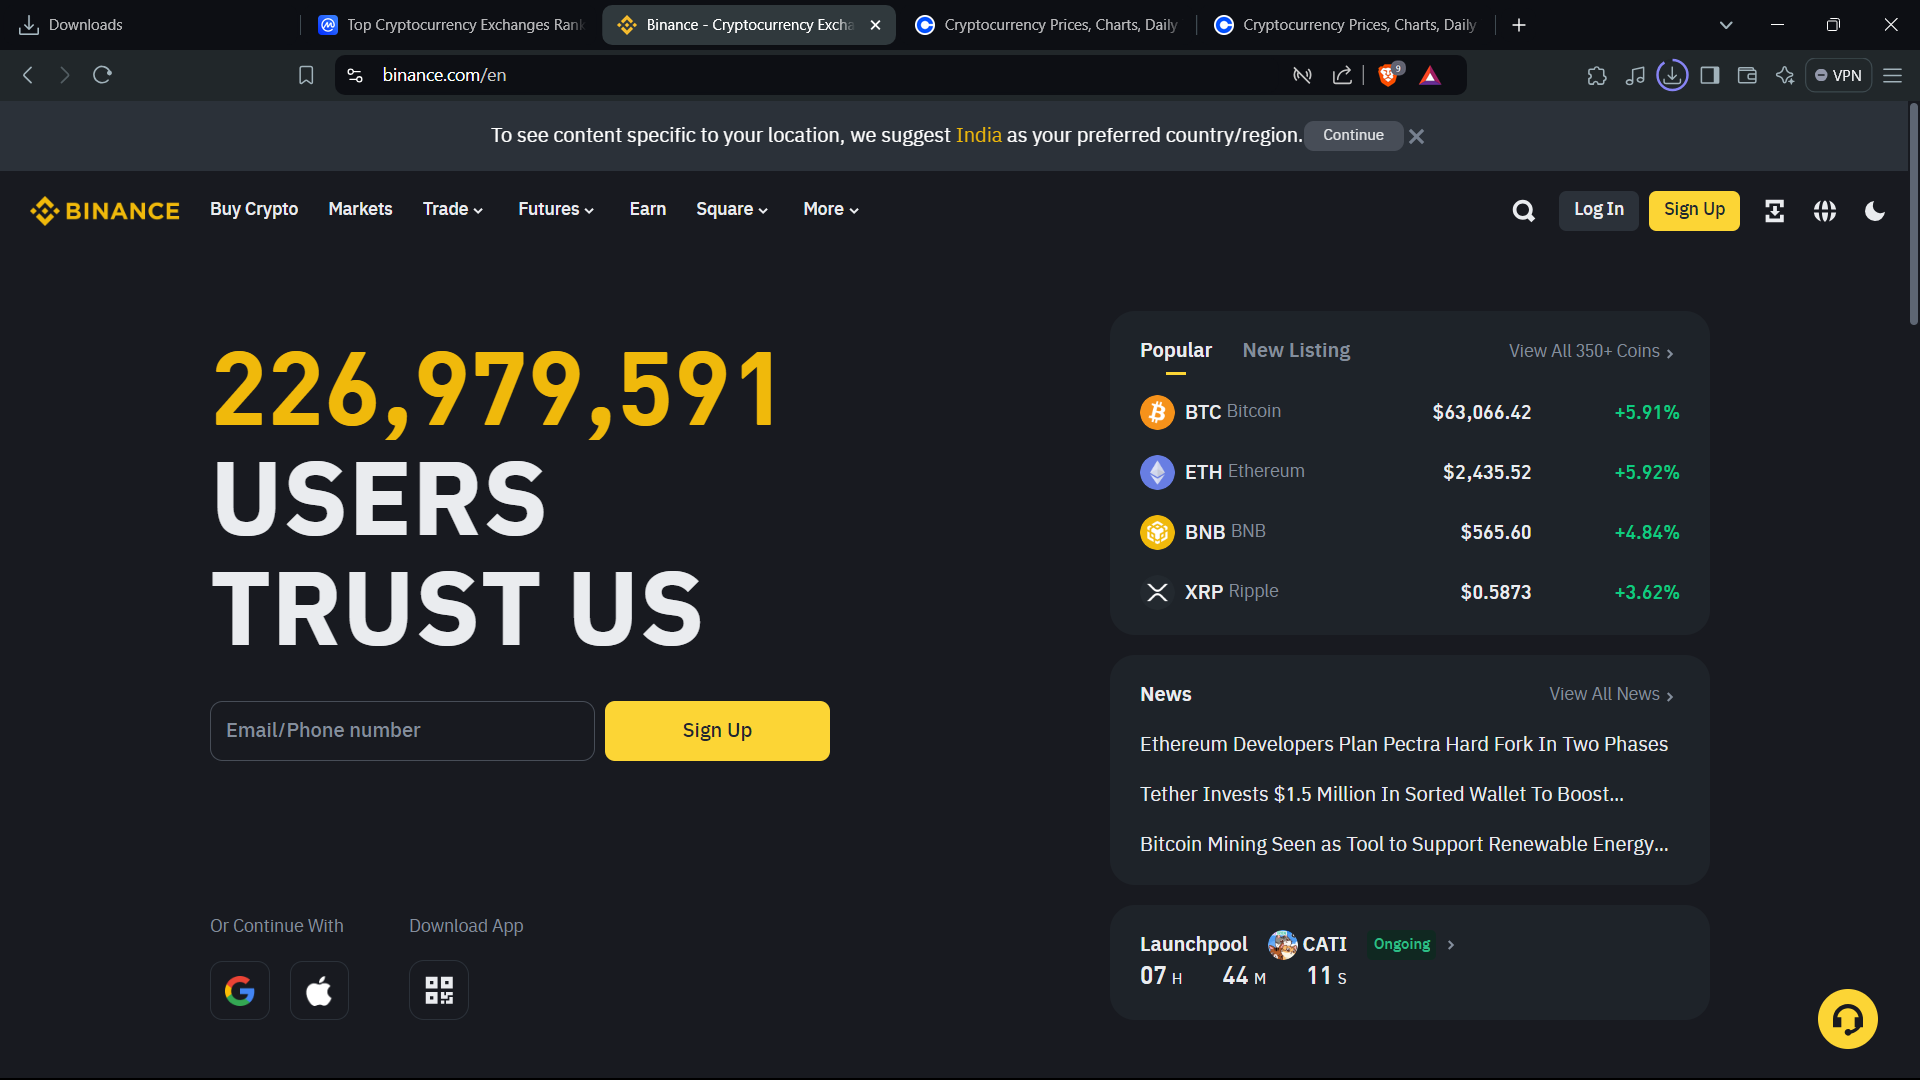 Downloads
Top Cryptocurrency Exchanges Ran
Binance - Cryptocurrency Excha
Cryptocurrency Prices, Charts, Daily
Cryptocurrency Prices, Charts, Daily
binance.com/en
9
VPN
To see content specific to your location, we suggest India as your preferred country/region. Continue
BINANCE
Buy Crypto
Markets
Trade
Futures
Earn
Square
More
Log In
Sign Up
226,979,591
USERS
TRUST US
Email/Phone number
Sign Up
Or Continue With
Download App
Popular
New Listing
View All 350+ Coins
BTC Bitcoin $63,066.42 +5.91%
ETH Ethereum $2,435.52 +5.92%
BNB BNB $565.60 +4.84%
XRP Ripple $0.5873 +3.62%
News
View All News
Ethereum Developers Plan Pectra Hard Fork In Two Phases
Tether Invests $1.5 Million In Sorted Wallet To Boost...
Bitcoin Mining Seen as Tool to Support Renewable Energy...
Launchpool CATI Ongoing
07 H 44 M 11 S